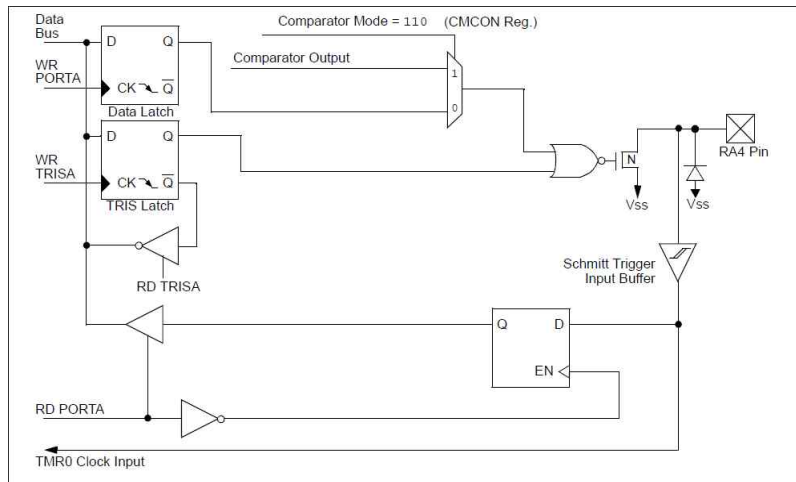 Data
Bus
Comparator Mode = 110 (CMCON Reg.)
D Q
Comparator Output
1
WR
PORTA
CK Q
0
Data Latch
D Q
RA4 Pin
N
WR
TRISA
CK Q
Vss
Vss
TRIS Latch
Schmitt Trigger
Input Buffer
RD TRISA
Q D
EN
RD PORTA
TMR0 Clock Input